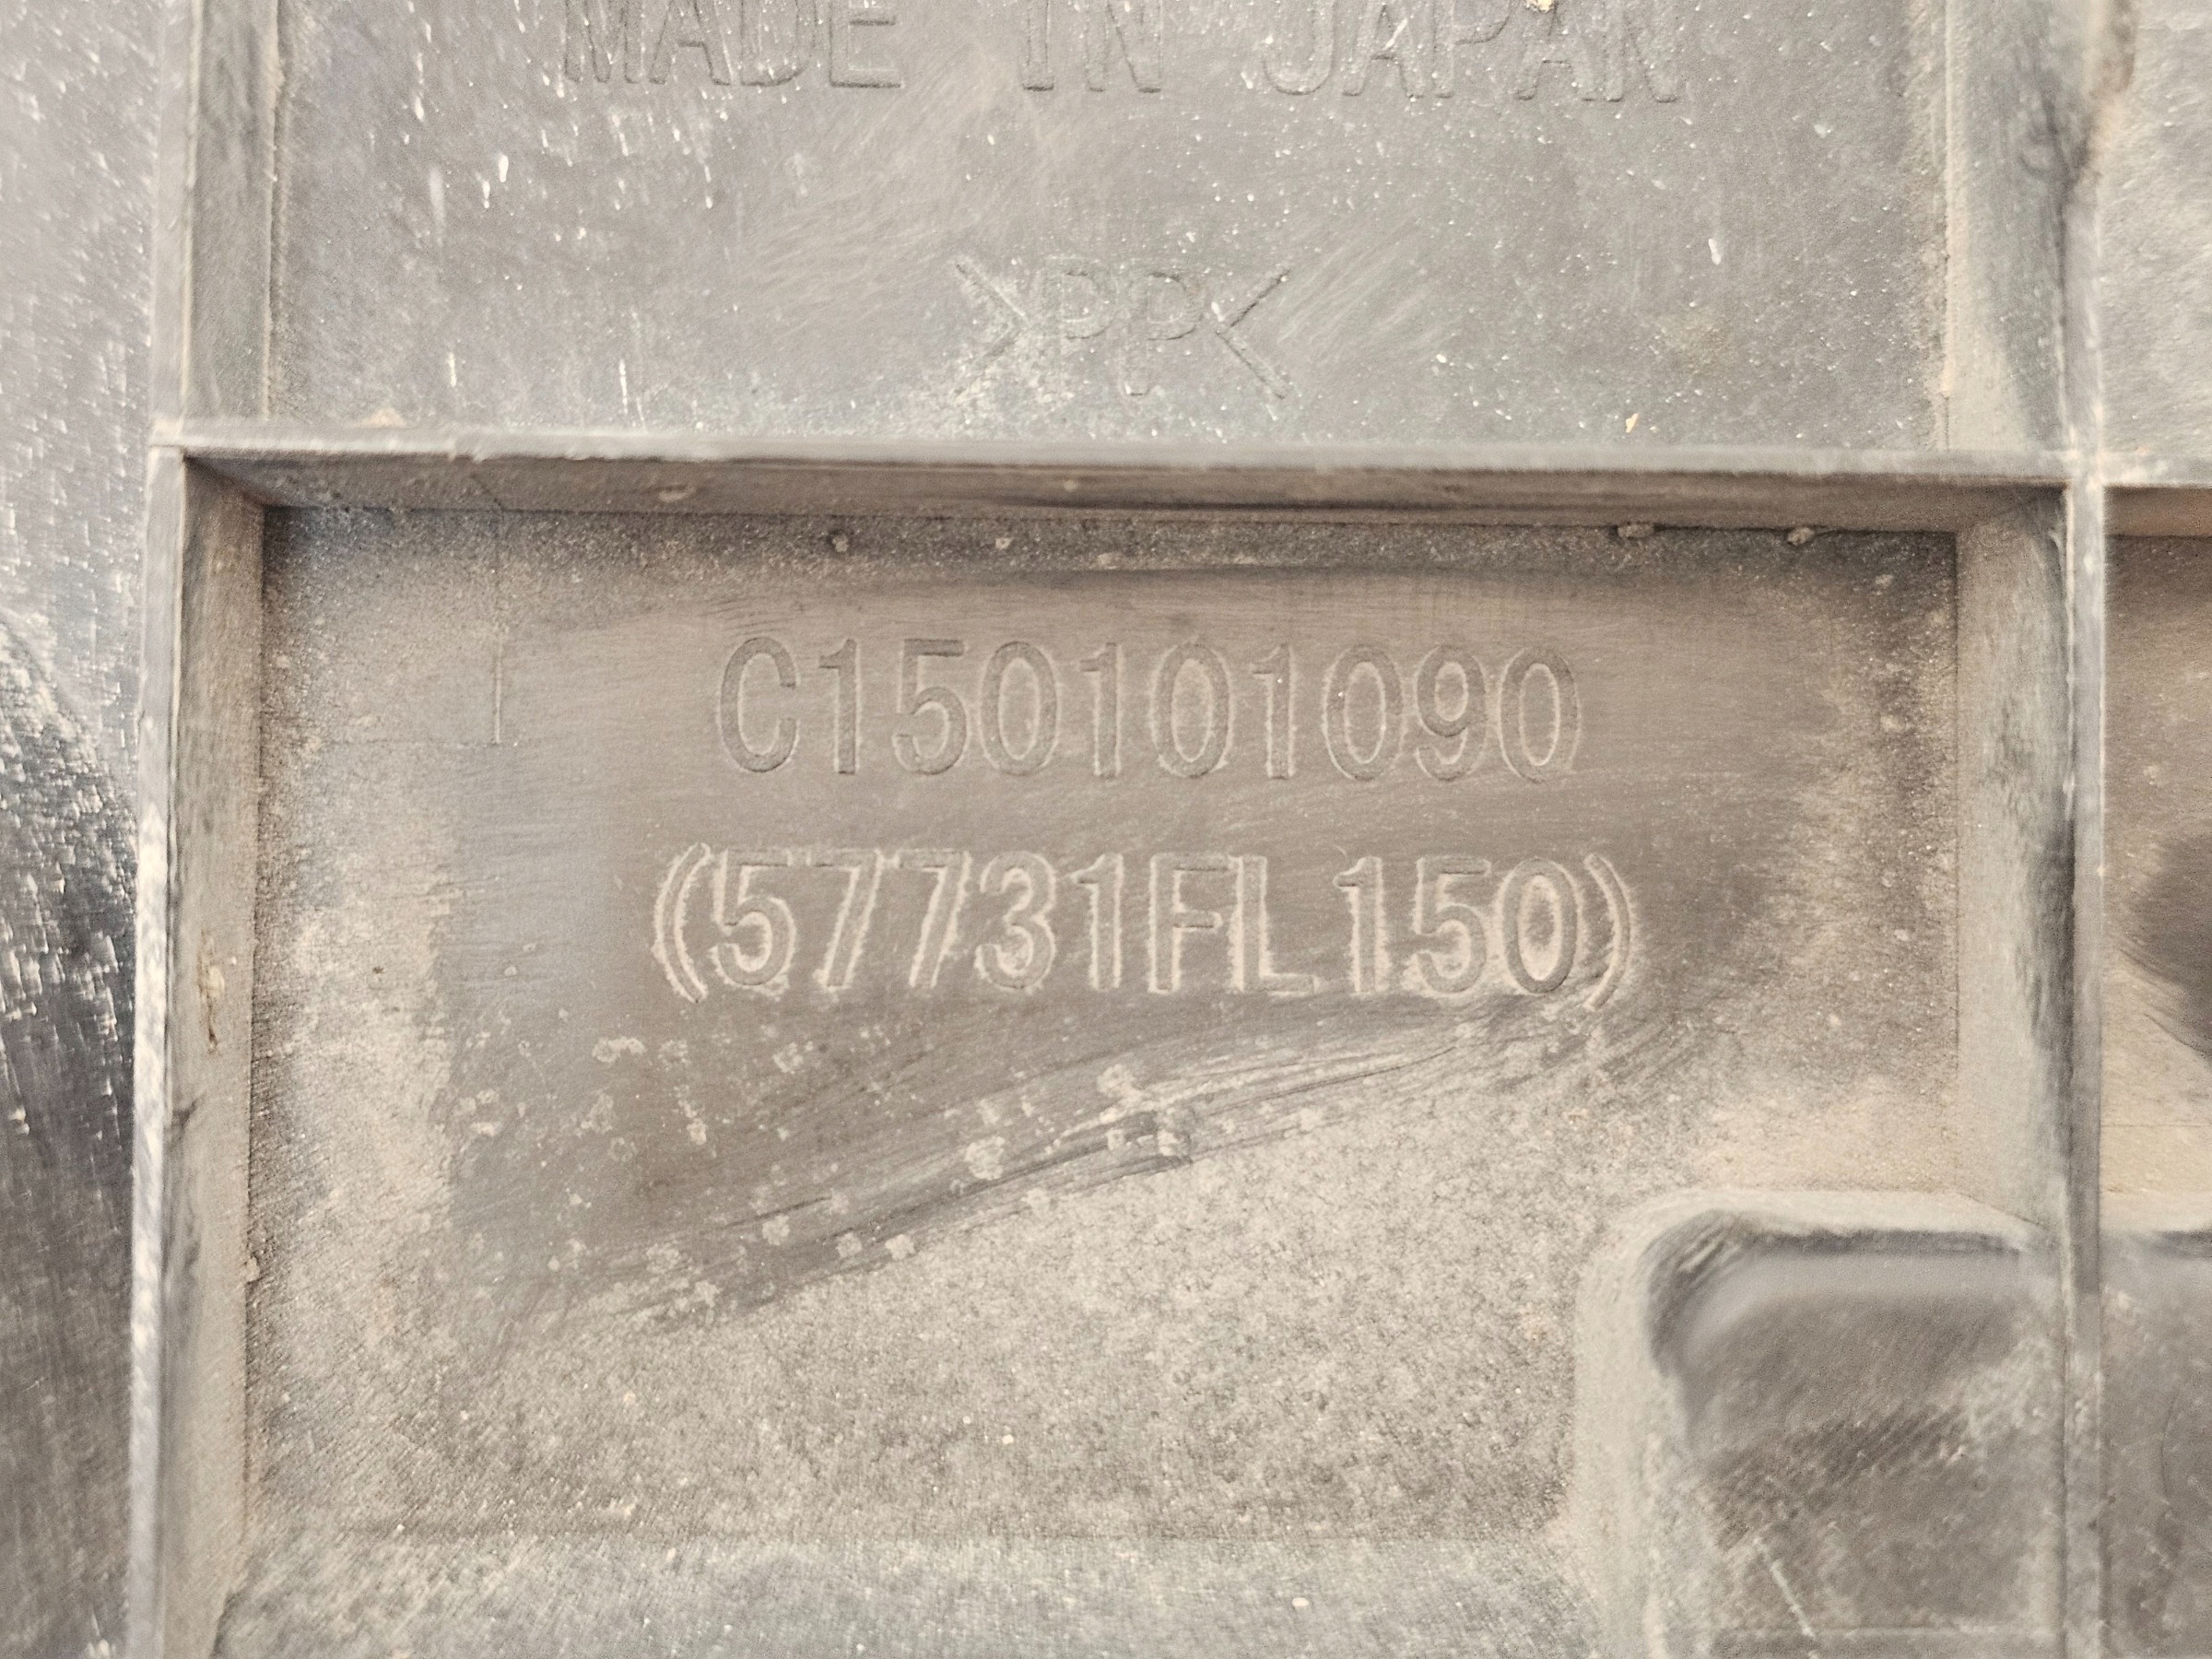 MADE IN JAPAN
>PP<
C150101090
(57731FL150)